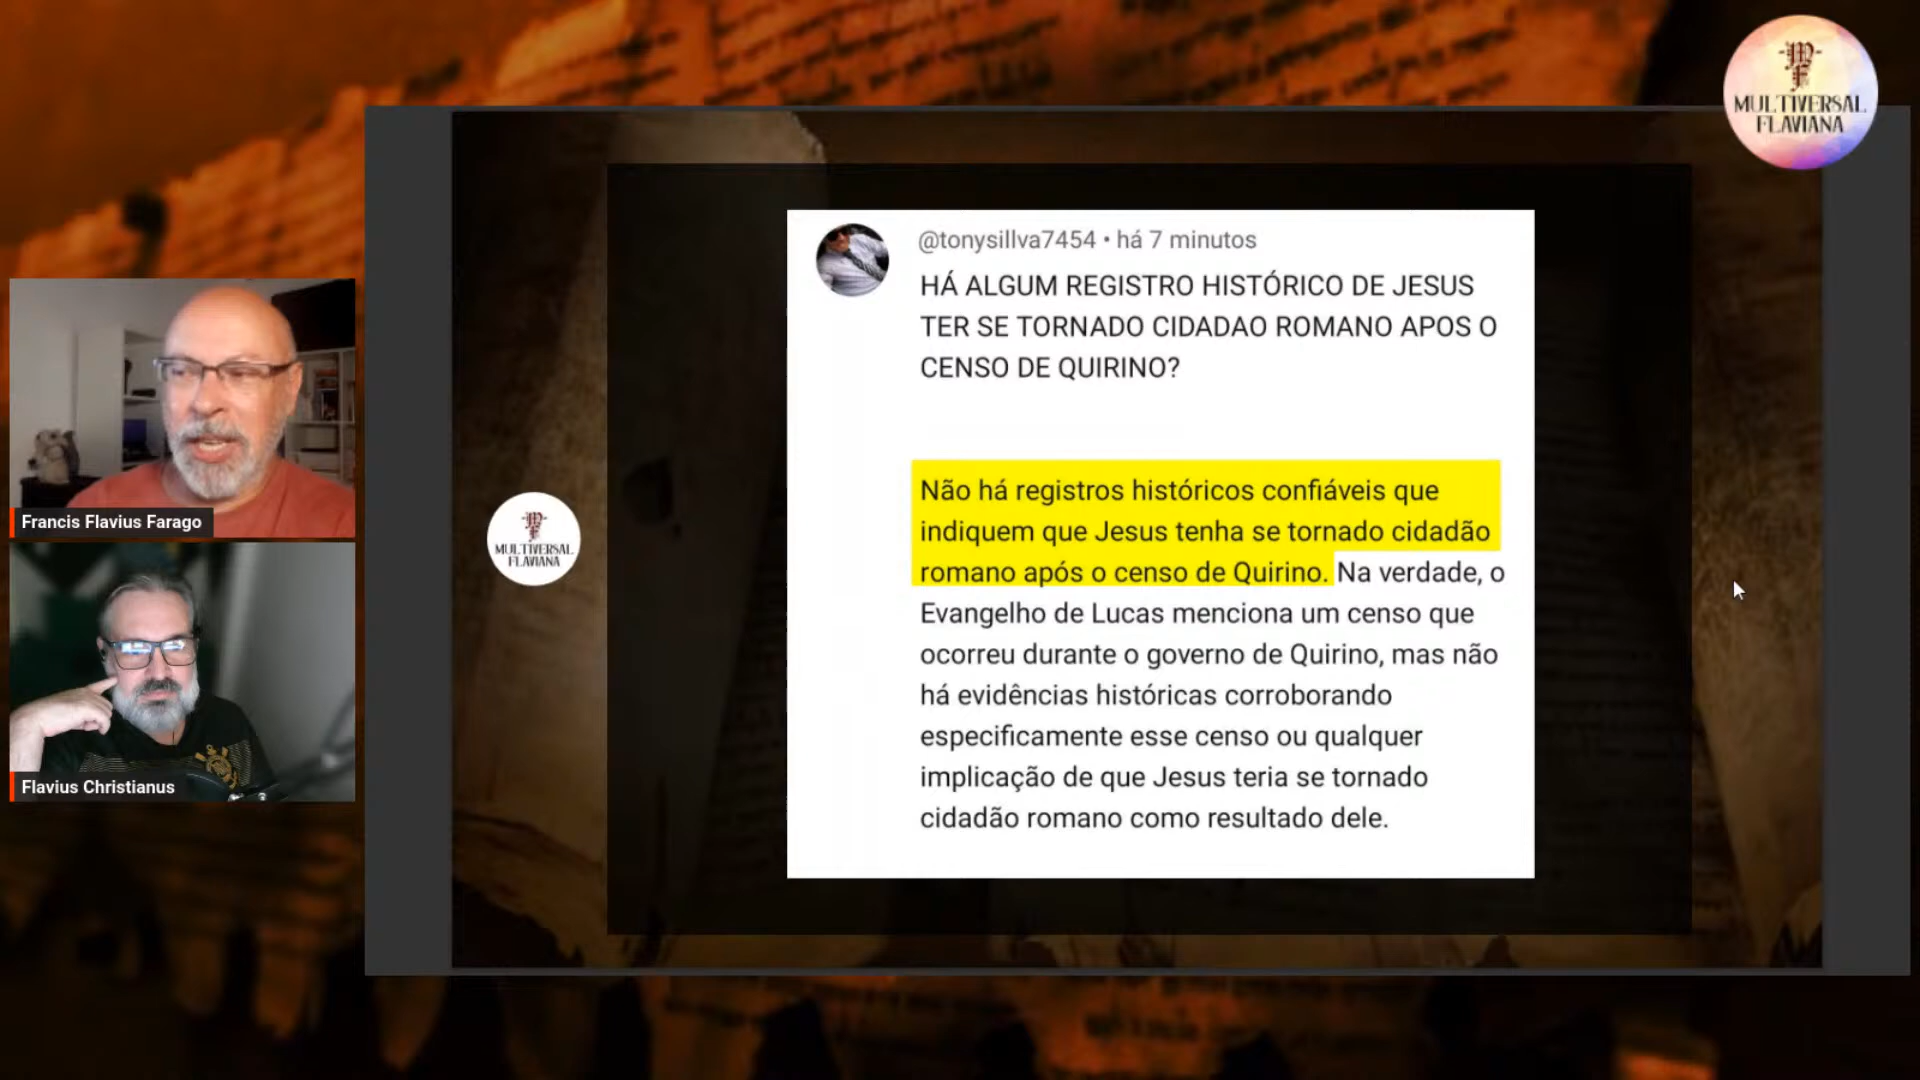 MULTIVERSAL
FLAVIANA
@tonysillva7454 • há 7 minutos
HÁ ALGUM REGISTRO HISTÓRICO DE JESUS
TER SE TORNADO CIDADAO ROMANO APOS O
CENSO DE QUIRINO?
Não há registros históricos confiáveis que
indiquem que Jesus tenha se tornado cidadão
romano após o censo de Quirino. Na verdade, o
Evangelho de Lucas menciona um censo que
ocorreu durante o governo de Quirino, mas não
há evidências históricas corroborando
especificamente esse censo ou qualquer
implicação de que Jesus teria se tornado
cidadão romano como resultado dele.
MULTIVERSAL
FLAVIANA
Francis Flavius Farago
Flavius Christianus